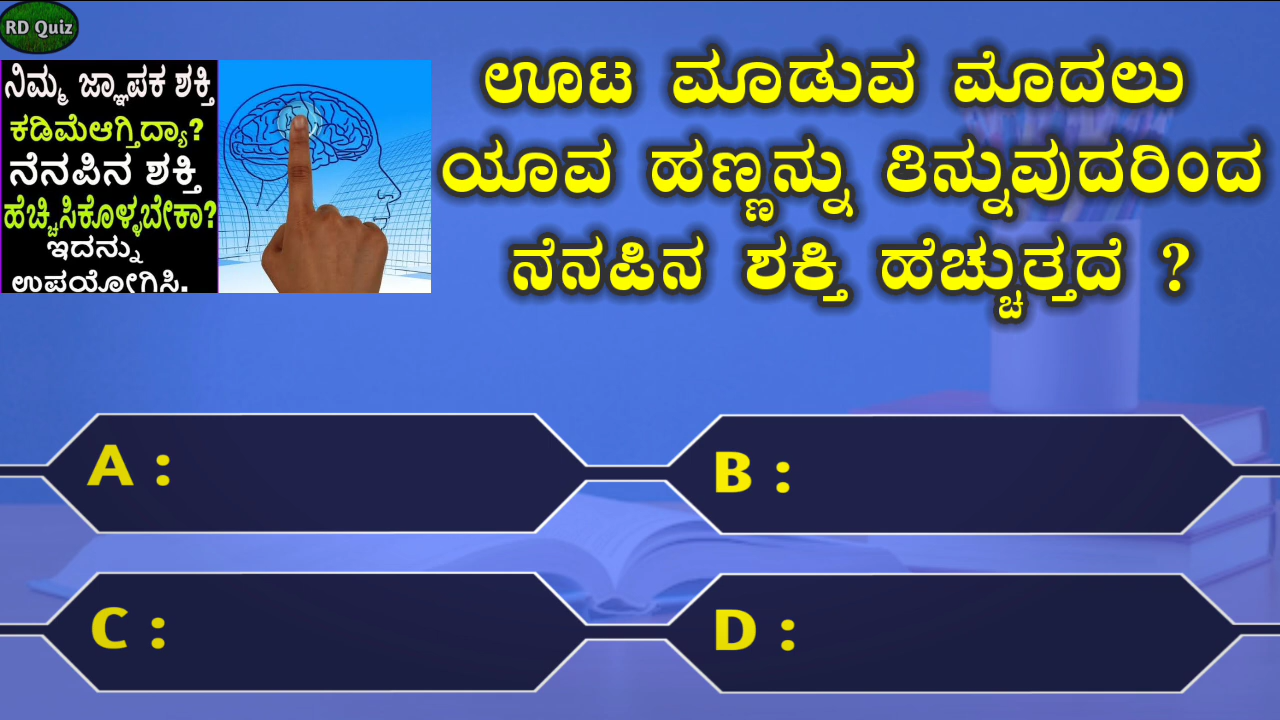 RD Quiz
ನಿಮ್ಮ ಜ್ಞಾಪಕ ಶಕ್ತಿ
ಕಡಿಮೆಆಗ್ತಿದ್ಯಾ?
ನೆನಪಿನ ಶಕ್ತಿ
ಹೆಚ್ಚಿಸಿಕೊಳ್ಳಬೇಕಾ?
ಇದನ್ನು
ಉಪಯೋಗಿಸಿ.
ಊಟ ಮಾಡುವ ಮೊದಲು
ಯಾವ ಹಣ್ಣನ್ನು ತಿನ್ನುವುದರಿಂದ
ನೆನಪಿನ ಶಕ್ತಿ ಹೆಚ್ಚುತ್ತದೆ ?
A :
B :
C :
D :